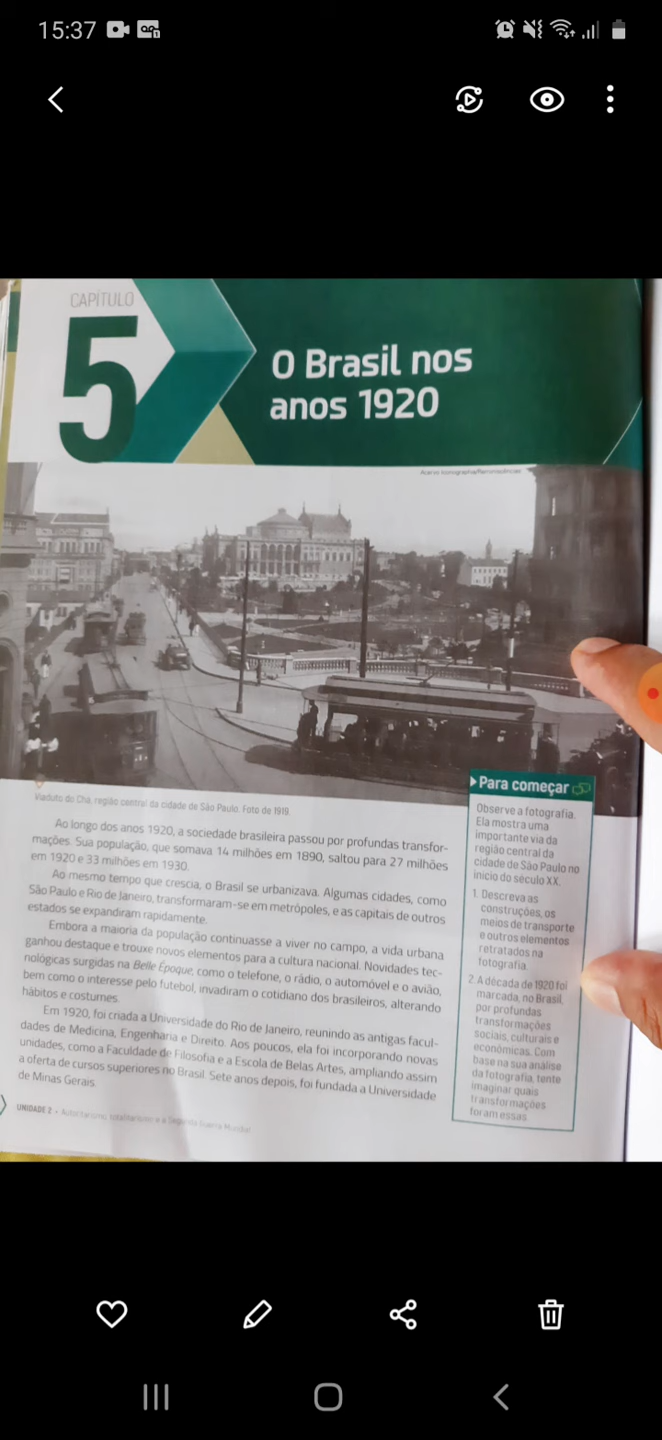 15:37
CAPÍTULO
5
O Brasil nos
anos 1920
Viaduto do Chá, região central da cidade de São Paulo. Foto de 1919.
Ao longo dos anos 1920, a sociedade brasileira passou por profundas transfor-
mações. Sua população, que somava 14 milhões em 1890, saltou para 27 milhões
em 1920 e 33 milhões em 1930.
Ao mesmo tempo que crescia, o Brasil se urbanizava. Algumas cidades, como
São Paulo e Rio de Janeiro, transformaram-se em metrópoles, e as capitais de outros
estados se expandiram rapidamente.
Embora a maioria da população continuasse a viver no campo, a vida urbana
ganhou destaque e trouxe novos elementos para a cultura nacional. Novidades tec-
nológicas surgidas na Belle Époque, como o telefone, o rádio, o automóvel e o avião,
bem como o interesse pelo futebol, invadiram o cotidiano dos brasileiros, alterando
hábitos e costumes.
Em 1920, foi criada a Universidade do Rio de Janeiro, reunindo as antigas facul-
dades de Medicina, Engenharia e Direito. Aos poucos, ela foi incorporando novas
unidades, como a Faculdade de Filosofia e a Escola de Belas Artes, ampliando assim
a oferta de cursos superiores no Brasil. Sete anos depois, foi fundada a Universidade
de Minas Gerais.
Para começar
Observe a fotografia.
Ela mostra uma
importante via da
região central da
cidade de São Paulo no
início do século XX.
1. Descreva as
construções, os
meios de transporte
e outros elementos
retratados na
fotografia.
2. A década de 1920 foi
marcada, no Brasil,
por profundas
transformações
sociais, culturais e
econômicas. Com
base na sua análise
da fotografia, tente
imaginar quais
transformações
foram essas.
UNIDADE 2 • Autoritarismo, totalitarismo e a Segunda Guerra Mundial